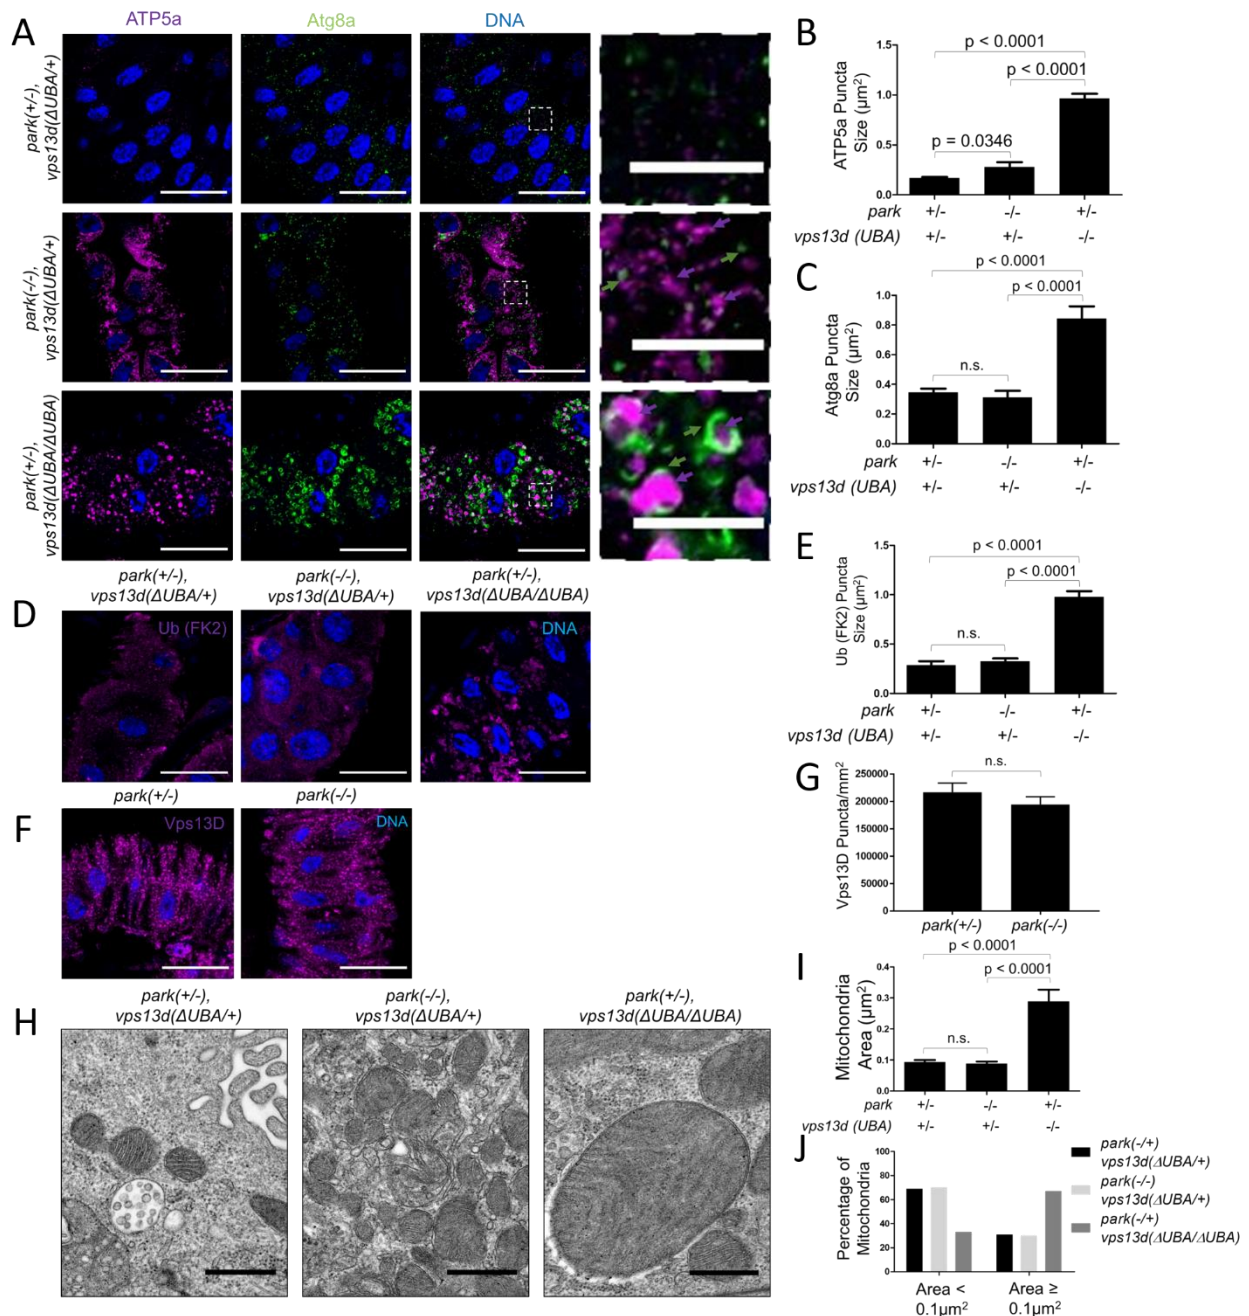 A
ATP5a
Atg8a
DNA
park(+/-),
vps13d(ΔUBA/+)
park(-/-),
vps13d(ΔUBA/+)
park(+/-),
vps13d(ΔUBA/ΔUBA)
B
ATP5a Puncta
Size (µm²)
1.5
1.0
0.5
0.0
p < 0.0001
p < 0.0001
p = 0.0346
park +/- -/- +/-
vps13d (UBA) +/- +/- -/-
C
Atg8a Puncta
Size (µm²)
1.0
0.8
0.6
0.4
0.2
0.0
p < 0.0001
p < 0.0001
n.s.
park +/- -/- +/-
vps13d (UBA) +/- +/- -/-
D
park(+/-),
vps13d(ΔUBA/+)
park(-/-),
vps13d(ΔUBA/+)
park(+/-),
vps13d(ΔUBA/ΔUBA)
Ub (FK2)
DNA
E
Ub (FK2) Puncta
Size (µm²)
1.5
1.0
0.5
0.0
p < 0.0001
p < 0.0001
n.s.
park +/- -/- +/-
vps13d (UBA) +/- +/- -/-
F
park(+/-)
park(-/-)
Vps13D
DNA
G
Vps13D Puncta/mm²
250000
200000
150000
100000
50000
0
n.s.
park(+/-) park(-/-)
H
park(+/-),
vps13d(ΔUBA/+)
park(-/-),
vps13d(ΔUBA/+)
park(+/-),
vps13d(ΔUBA/ΔUBA)
I
Mitochondria
Area (µm²)
0.4
0.3
0.2
0.1
0.0
p < 0.0001
p < 0.0001
n.s.
park +/- -/- +/-
vps13d (UBA) +/- +/- -/-
J
Percentage of
Mitochondria
100
80
60
40
20
0
Area <
0.1µm²
Area ≥
0.1µm²
park(-/+)
vps13d(ΔUBA/+)
park(-/-)
vps13d(ΔUBA/+)
park(-/+)
vps13d(ΔUBA/ΔUBA)